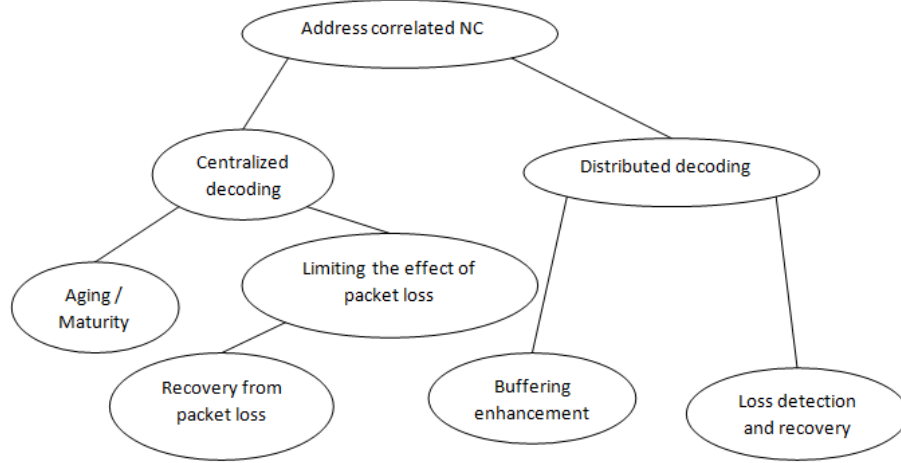 Address correlated NC
Centralized
decoding
Distributed decoding
Limiting the effect of
packet loss
Aging /
Maturity
Recovery from
packet loss
Buffering
enhancement
Loss detection
and recovery